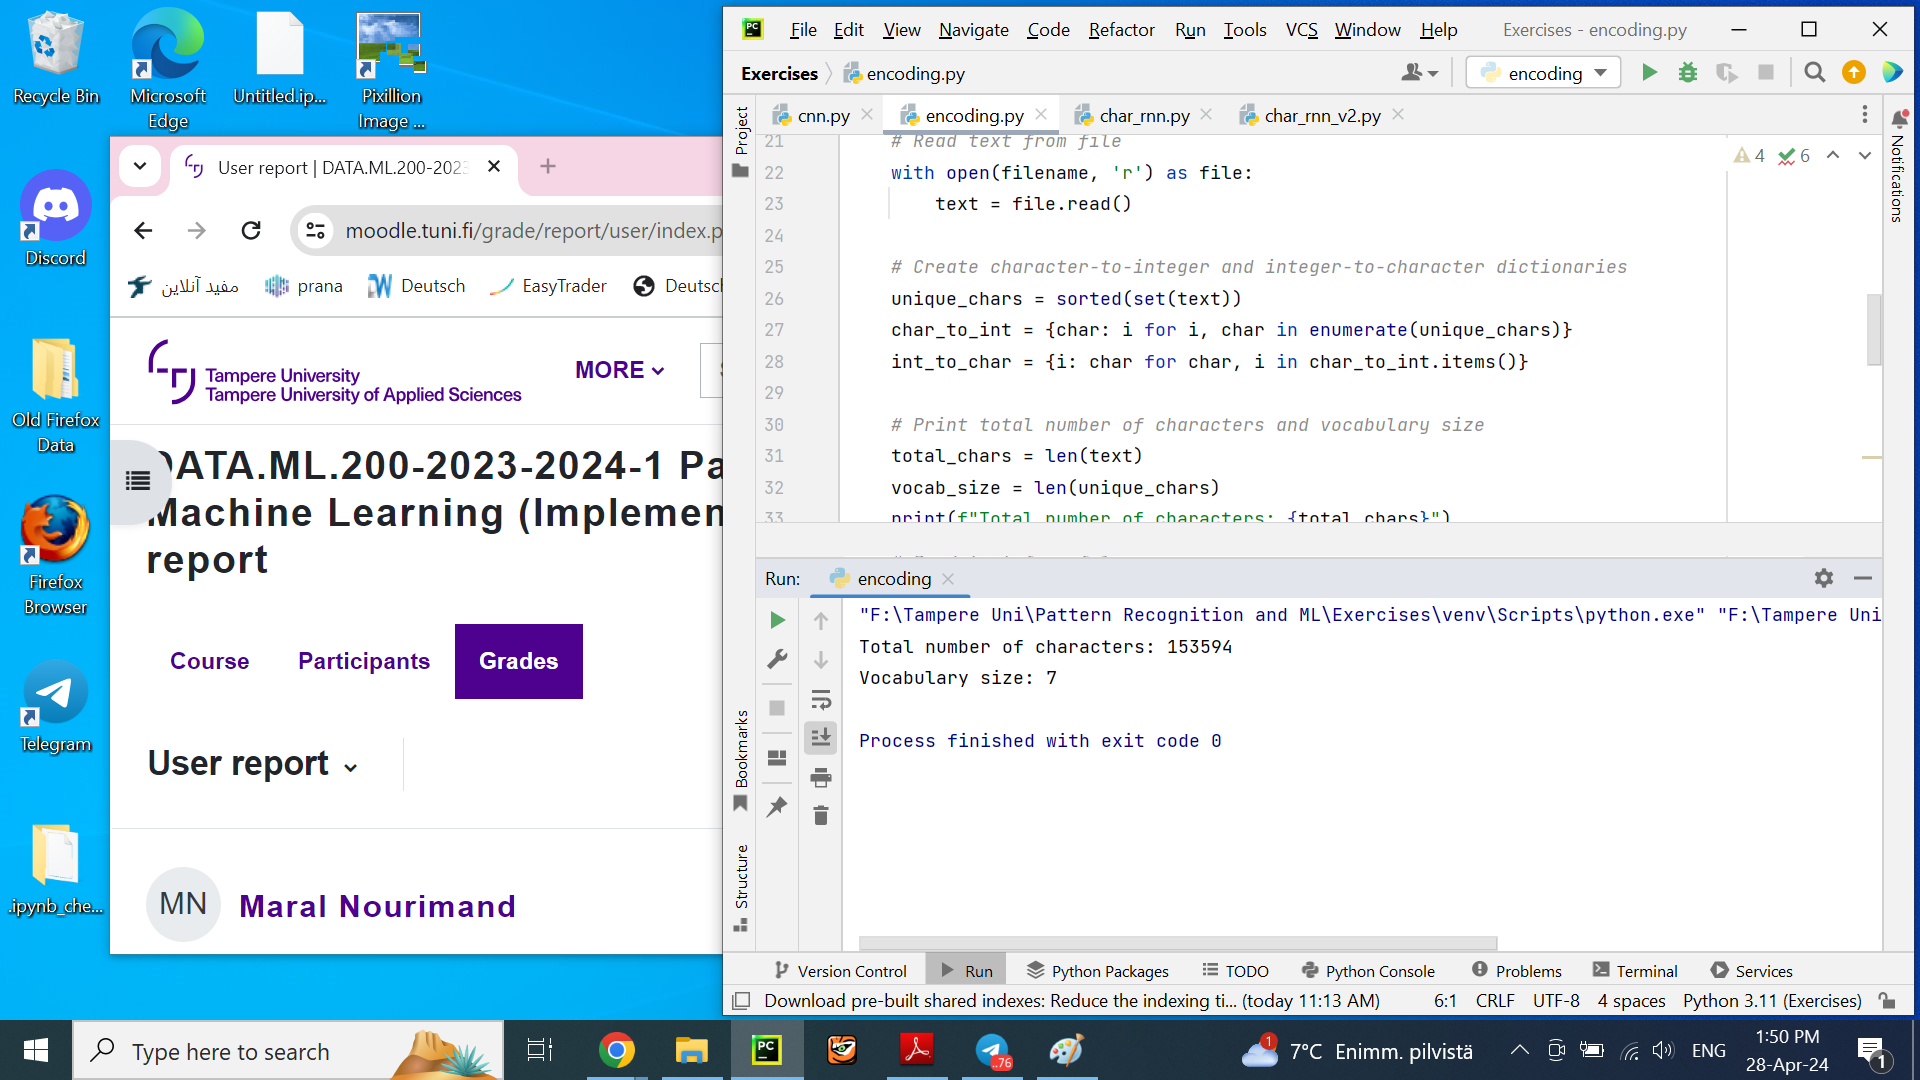 Recycle Bin
Microsoft
Edge
Untitled.ip...
Pixillion
Image ...
Discord
Old Firefox
Data
Firefox
Browser
Telegram
.ipynb_che...
User report | DATA.ML.200-2023
moodle.tuni.fi/grade/report/user/index.p
مفید آنلاین
prana
Deutsch
EasyTrader
Deutsc
Tampere University
Tampere University of Applied Sciences
MORE
DATA.ML.200-2023-2024-1 Pa
Machine Learning (Implemen
report
Course
Participants
Grades
User report
MN
Maral Nourimand
PC
File Edit View Navigate Code Refactor Run Tools VCS Window Help
Exercises - encoding.py
Exercises
encoding.py
encoding
cnn.py
encoding.py
char_rnn.py
char_rnn_v2.py
Project
Notifications
4
6
21 # Read text from file
22 with open(filename, 'r') as file:
23 text = file.read()
24
25 # Create character-to-integer and integer-to-character dictionaries
26 unique_chars = sorted(set(text))
27 char_to_int = {char: i for i, char in enumerate(unique_chars)}
28 int_to_char = {i: char for char, i in char_to_int.items()}
29
30 # Print total number of characters and vocabulary size
31 total_chars = len(text)
32 vocab_size = len(unique_chars)
33 print(f"Total number of characters: {total_chars}")
Run:
encoding
"F:\Tampere Uni\Pattern Recognition and ML\Exercises\venv\Scripts\python.exe" "F:\Tampere Uni
Total number of characters: 153594
Vocabulary size: 7
Process finished with exit code 0
Bookmarks
Structure
Version Control
Run
Python Packages
TODO
Python Console
Problems
Terminal
Services
Download pre-built shared indexes: Reduce the indexing ti... (today 11:13 AM)
6:1 CRLF UTF-8 4 spaces Python 3.11 (Exercises)
Type here to search
PC
..76
1
7°C Enimm. pilvistä
ENG
1:50 PM
28-Apr-24
1